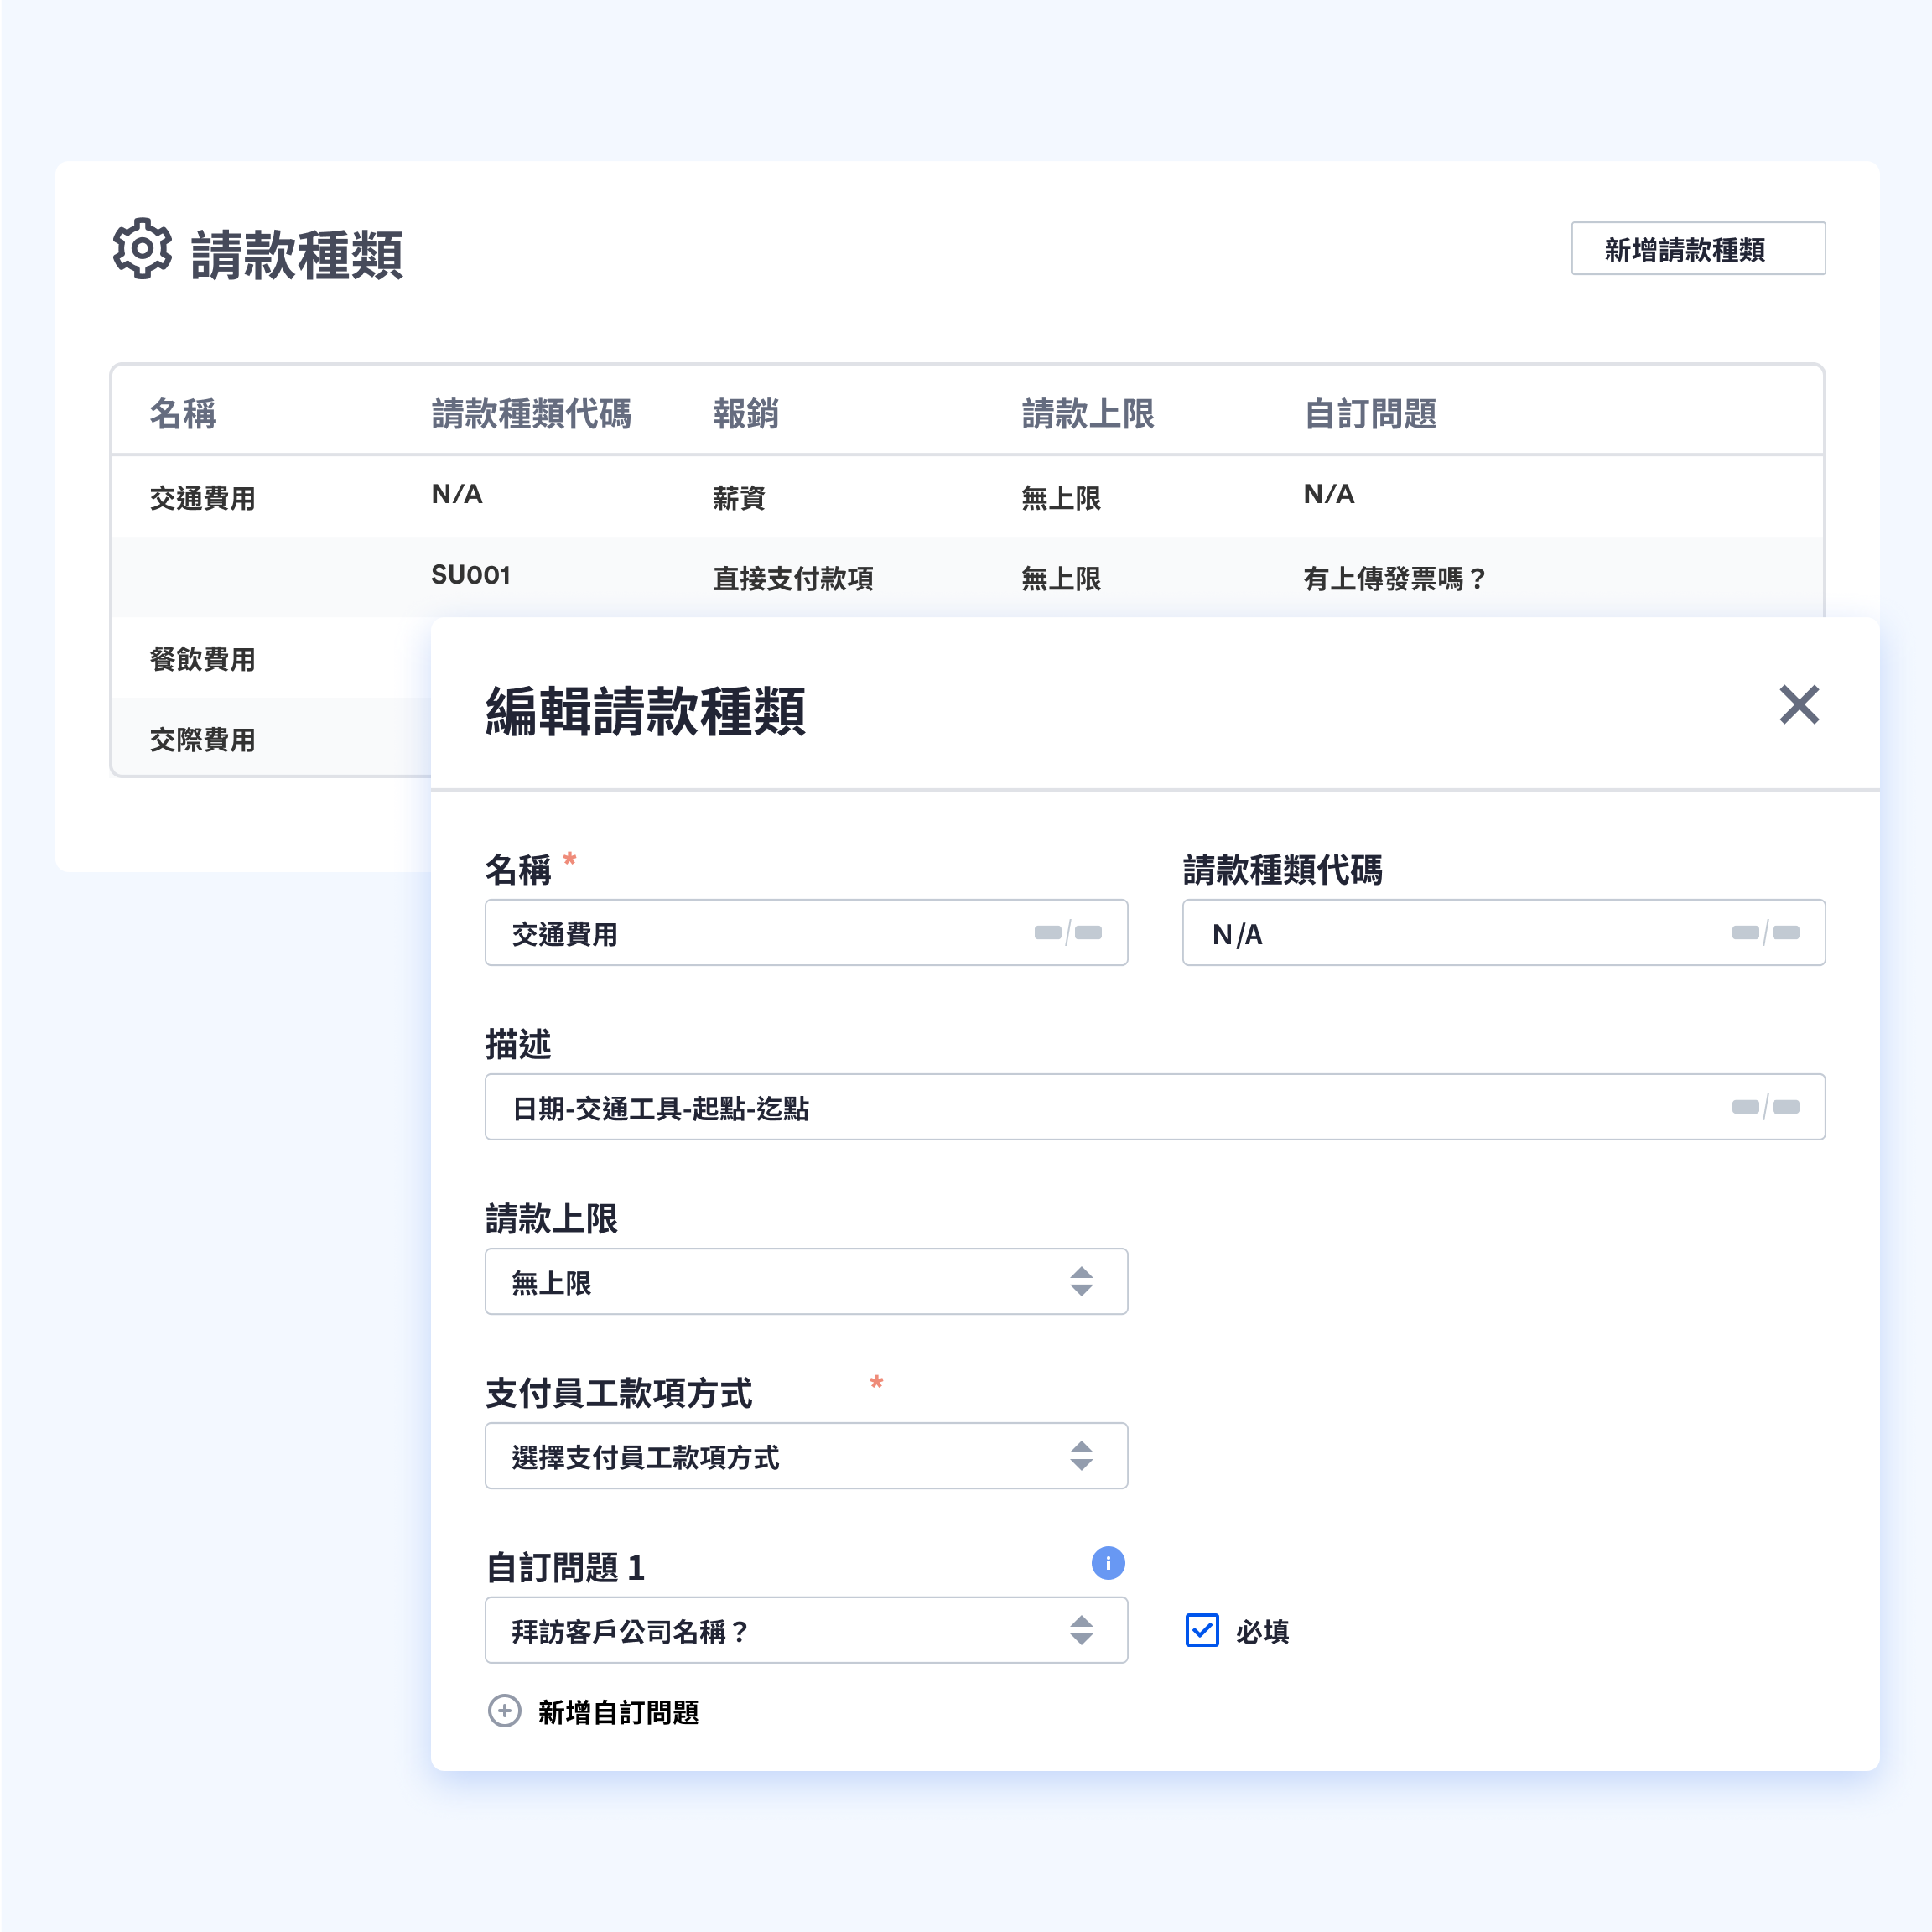 請款種類
新增請款種類
名稱 請款種類代碼 報銷 請款上限 自訂問題
交通費用 N/A 薪資 無上限 N/A
SU001 直接支付款項 無上限 有上傳發票嗎？
餐飲費用
交際費用
編輯請款種類
名稱 * 請款種類代碼
交通費用 N/A
描述
日期-交通工具-起點-迄點
請款上限
無上限
支付員工款項方式 *
選擇支付員工款項方式
自訂問題 1
拜訪客戶公司名稱？ 必填
新增自訂問題